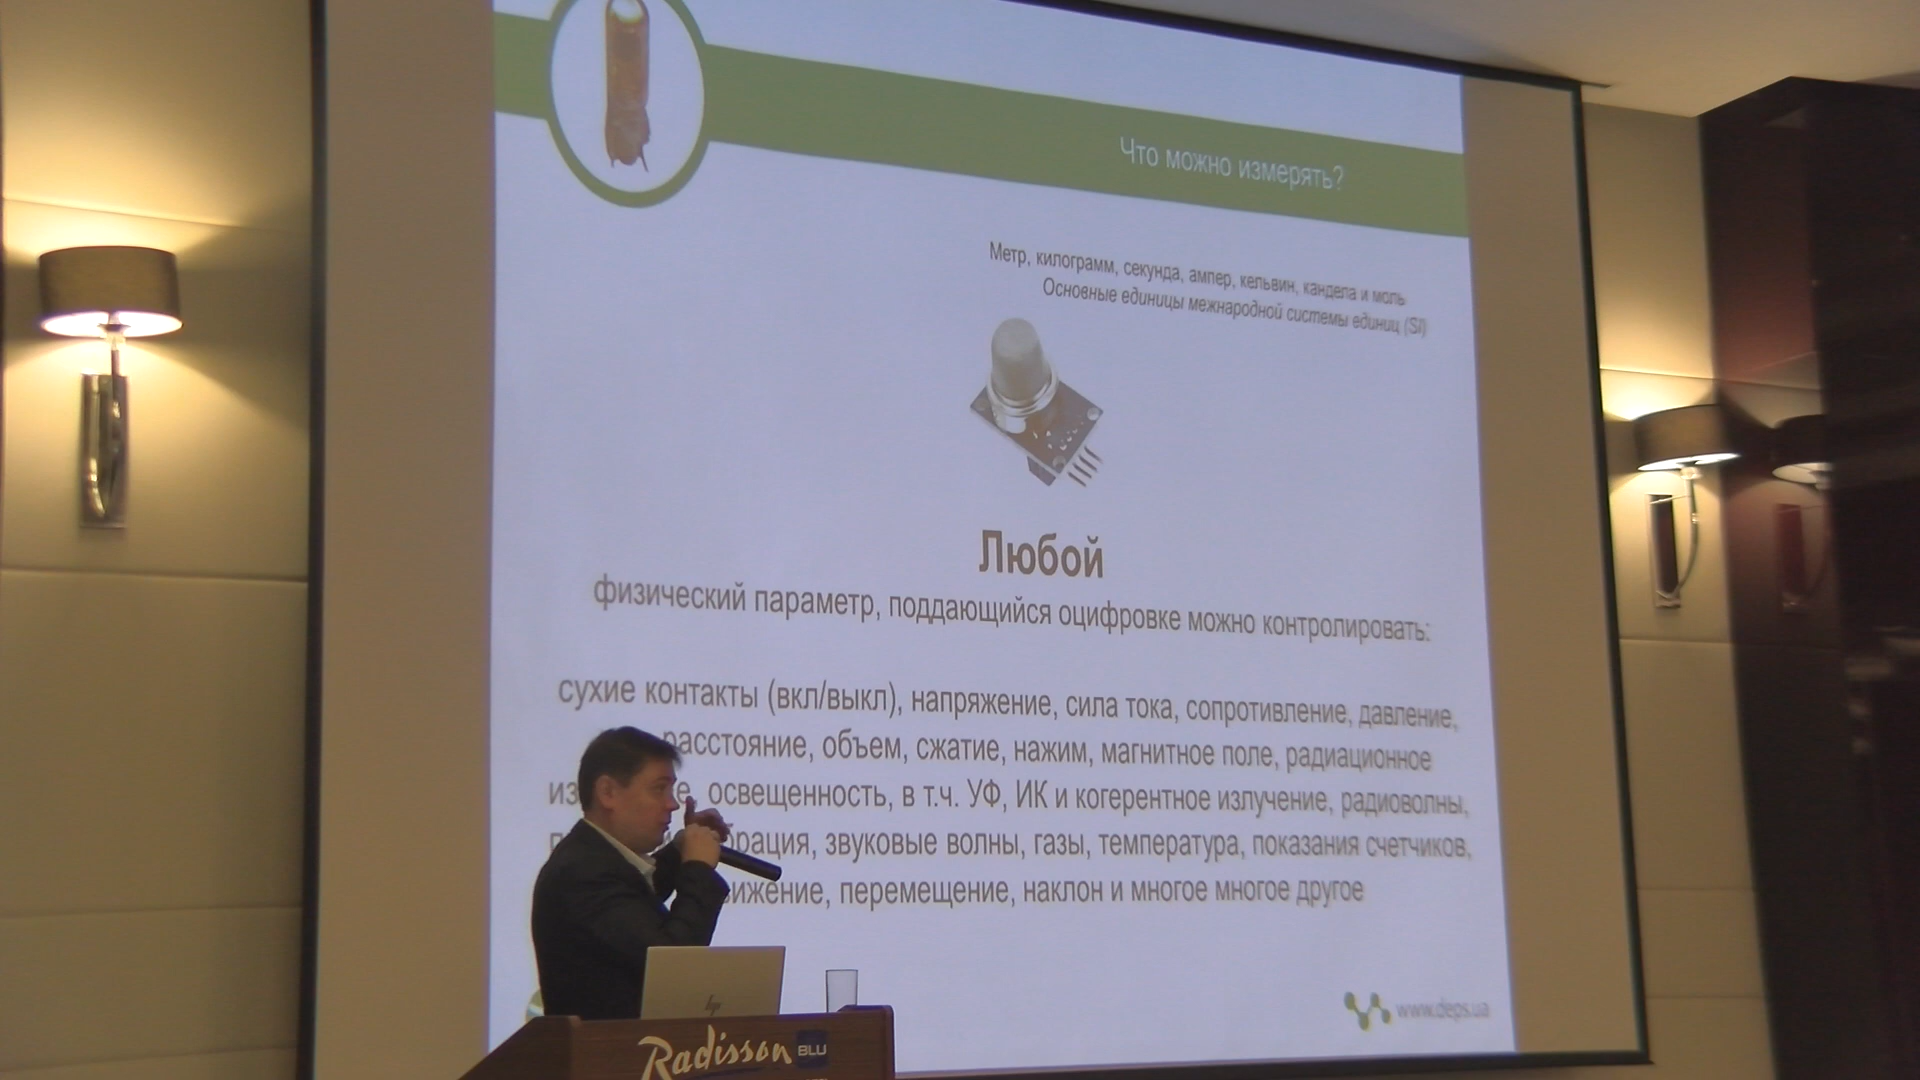 Что можно измерять?
Метр, килограмм, секунда, ампер, кельвин, кандела и моль
Основные единицы межнародной системы единиц (SI)
Любой
физический параметр, поддающийся оцифровке можно контролировать:
сухие контакты (вкл/выкл), напряжение, сила тока, сопротивление, давление,
расстояние, объем, сжатие, нажим, магнитное поле, радиационное
освещенность, в т.ч. УФ, ИК и когерентное излучение, радиоволны,
звуковые волны, газы, температура, показания счетчиков,
перемещение, наклон и многое многое другое
www.deps.ua
hp
Radisson BLU